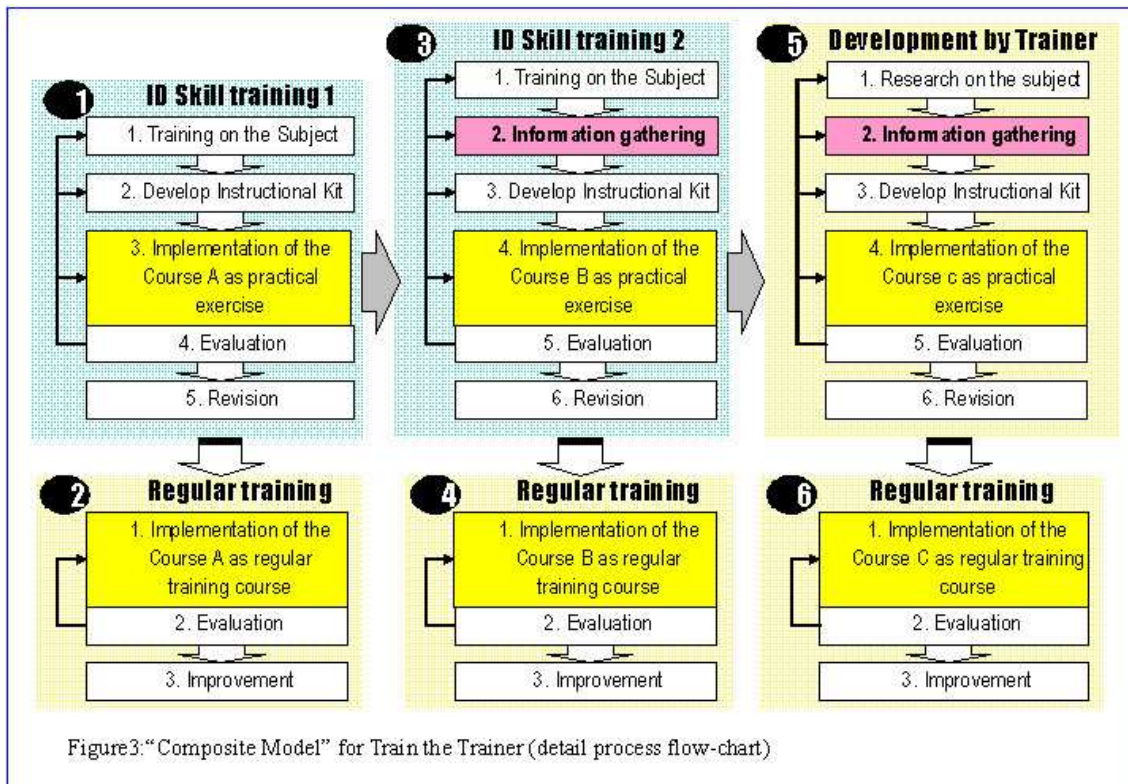 1
ID Skill training 1
1. Training on the Subject
2. Develop Instructional Kit
3. Implementation of the
Course A as practical
exercise
4. Evaluation
5. Revision
2
Regular training
1. Implementation of the
Course A as regular
training course
2. Evaluation
3. Improvement
3
ID Skill training 2
1. Training on the Subject
2. Information gathering
3. Develop Instructional Kit
4. Implementation of the
Course B as practical
exercise
5. Evaluation
6. Revision
4
Regular training
1. Implementation of the
Course B as regular
training course
2. Evaluation
3. Improvement
5
Development by Trainer
1. Research on the subject
2. Information gathering
3. Develop Instructional Kit
4. Implementation of the
Course c as practical
exercise
5. Evaluation
6. Revision
6
Regular training
1. Implementation of the
Course C as regular training
course
2. Evaluation
3. Improvement
Figure3:“Composite Model” for Train the Trainer (detail process flow-chart)